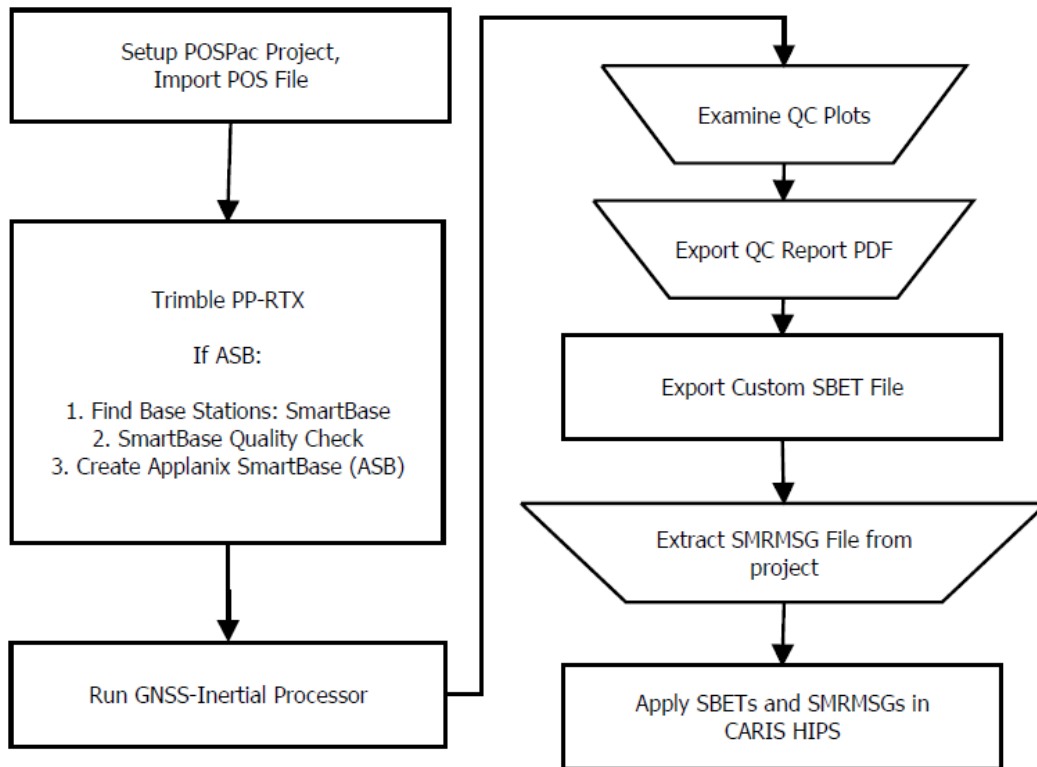 Setup POSPac Project,
Import POS File
Trimble PP-RTX
If ASB:
1. Find Base Stations: SmartBase
2. SmartBase Quality Check
3. Create Applanix SmartBase (ASB)
Run GNSS-Inertial Processor
Examine QC Plots
Export QC Report PDF
Export Custom SBET File
Extract SMRMSG File from
project
Apply SBETs and SMRMSGs in
CARIS HIPS